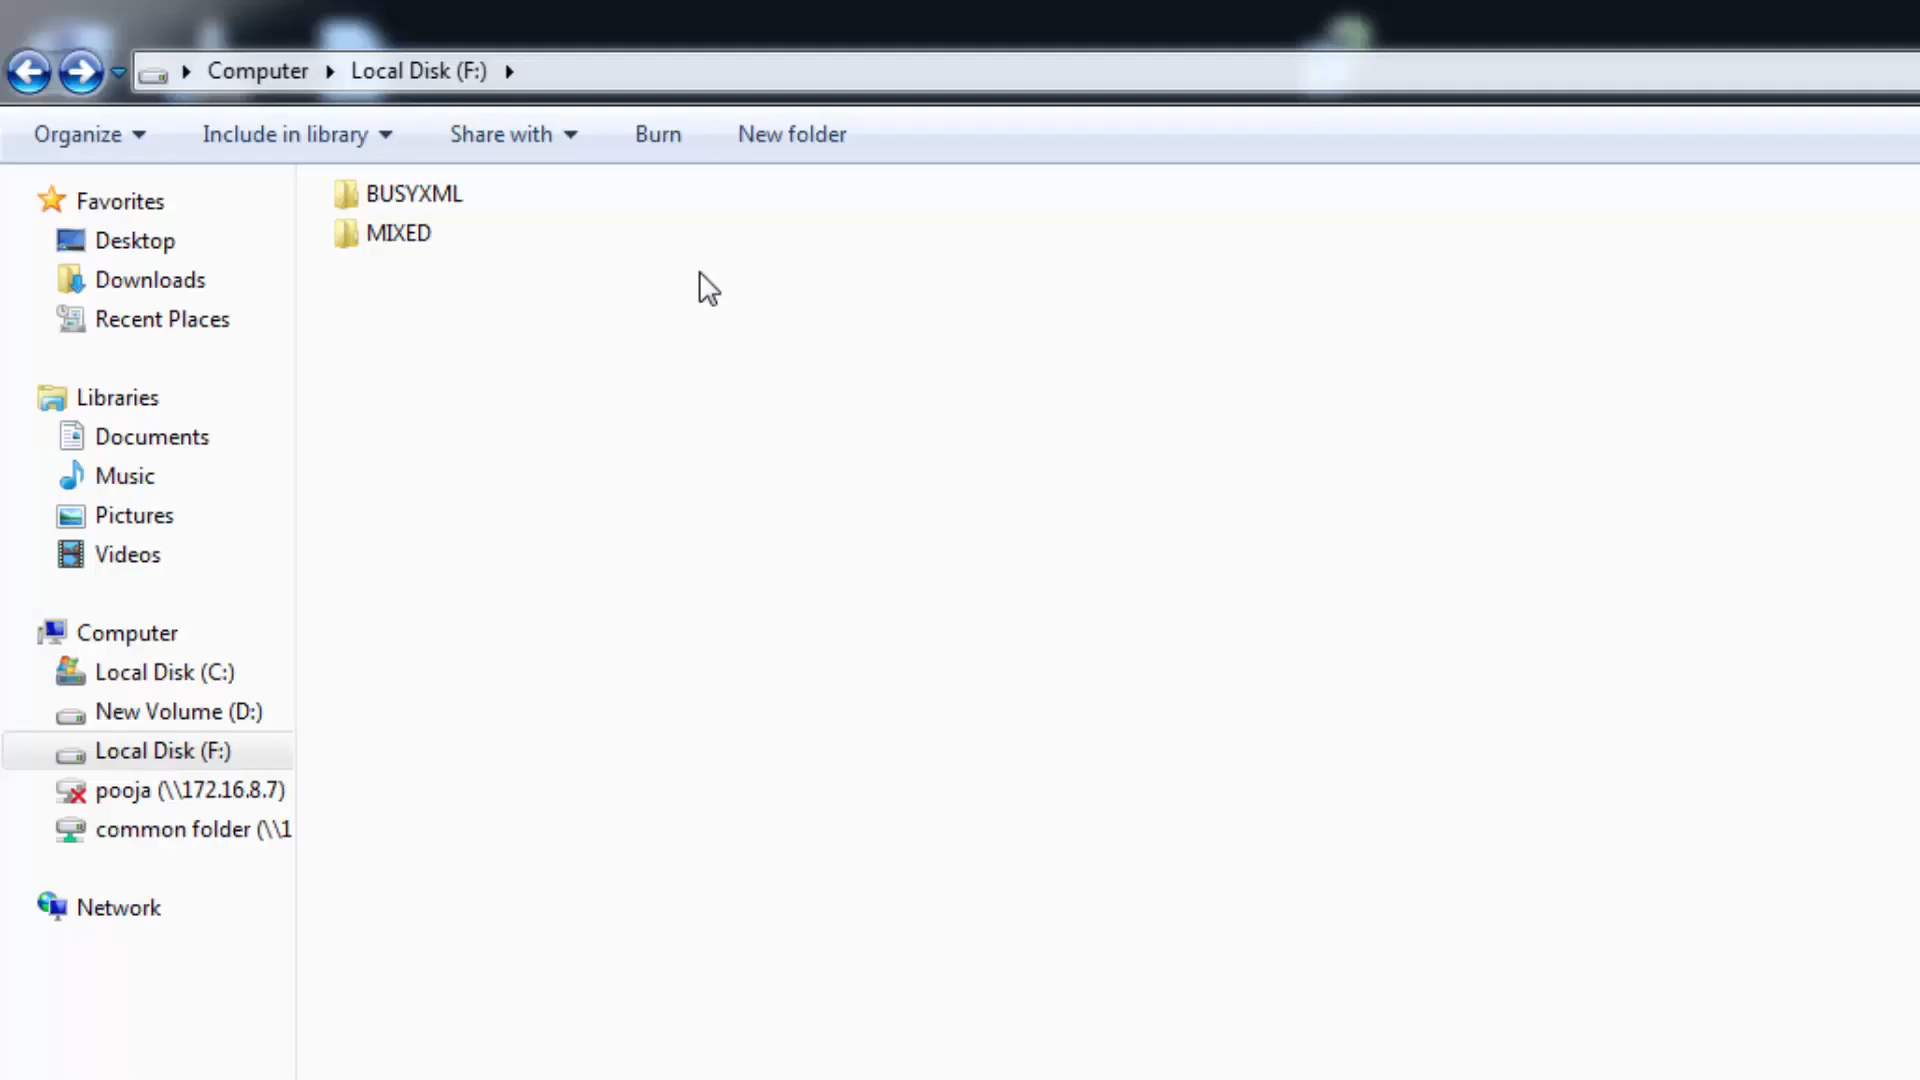 Computer Local Disk (F:)
Organize Include in library Share with Burn New folder
Favorites
Desktop
Downloads
Recent Places
Libraries
Documents
Music
Pictures
Videos
Computer
Local Disk (C:)
New Volume (D:)
Local Disk (F:)
pooja (\\172.16.8.7)
common folder (\\1
Network
BUSYXML
MIXED